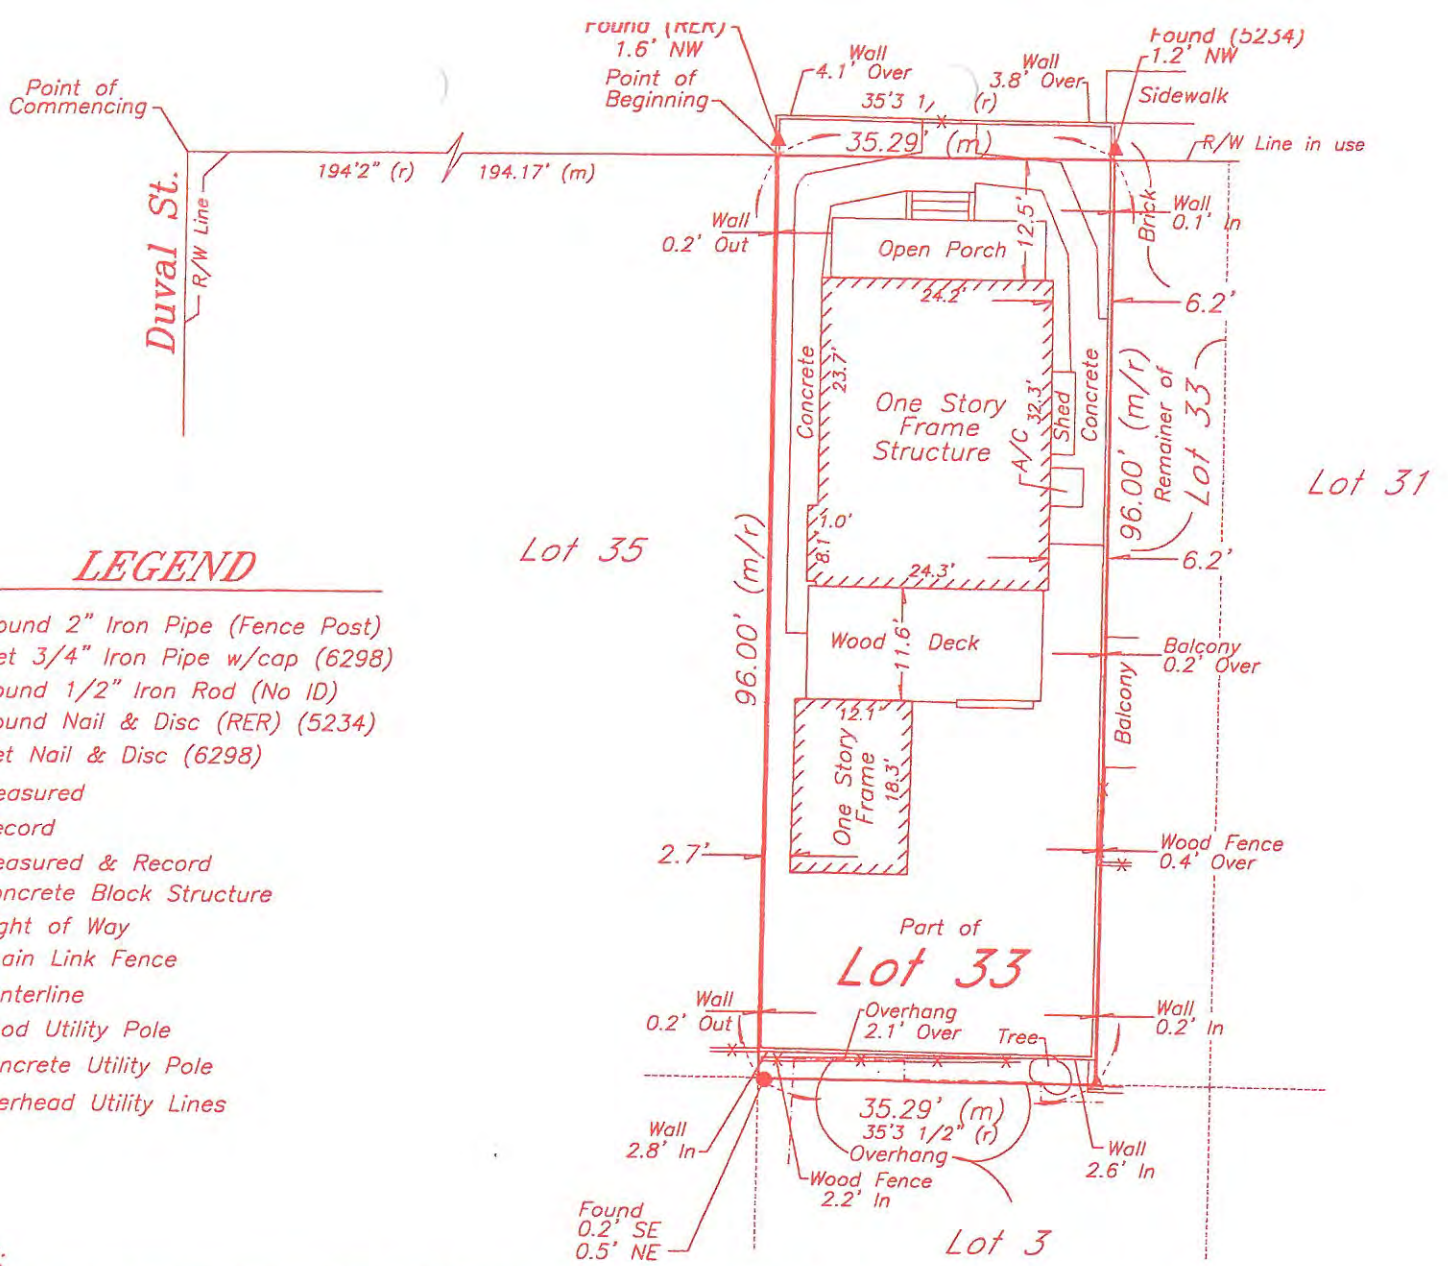 Found (RER)
1.6' NW
Point of
Beginning
Point of
Commencing
Wall
4.1' Over
Wall
3.8' Over
35'3 1/ (r)
35.29' (m)
Found (5234)
1.2' NW
Sidewalk
R/W Line in use
194'2" (r)
194.17' (m)
Duval St.
R/W Line
Wall
0.2' Out
Brick
Wall
0.1' In
Open Porch
12.5'
24.2'
6.2'
Concrete
23.7'
One Story
Frame
Structure
A/C
32.3'
Shed
Concrete
96.00' (m/r)
Remainer of
Lot 33
Lot 31
1.0'
8.1'
24.3'
6.2'
Lot 35
96.00' (m/r)
Wood Deck
11.6'
Balcony
0.2' Over
Balcony
12.1'
One Story
Frame
18.3'
2.7'
Wood Fence
0.4' Over
Part of
Lot 33
Wall
0.2' Out
Overhang
2.1' Over
Tree
Wall
0.2' In
35.29' (m)
35'3 1/2" (r)
Overhang
Wall
2.8' In
Wood Fence
2.2' In
Wall
2.6' In
Found
0.2' SE
0.5' NE
Lot 3
LEGEND
ound 2" Iron Pipe (Fence Post)
et 3/4" Iron Pipe w/cap (6298)
ound 1/2" Iron Rod (No ID)
ound Nail & Disc (RER) (5234)
et Nail & Disc (6298)
easured
ecord
easured & Record
oncrete Block Structure
ght of Way
ain Link Fence
nterline
ood Utility Pole
ncrete Utility Pole
erhead Utility Lines